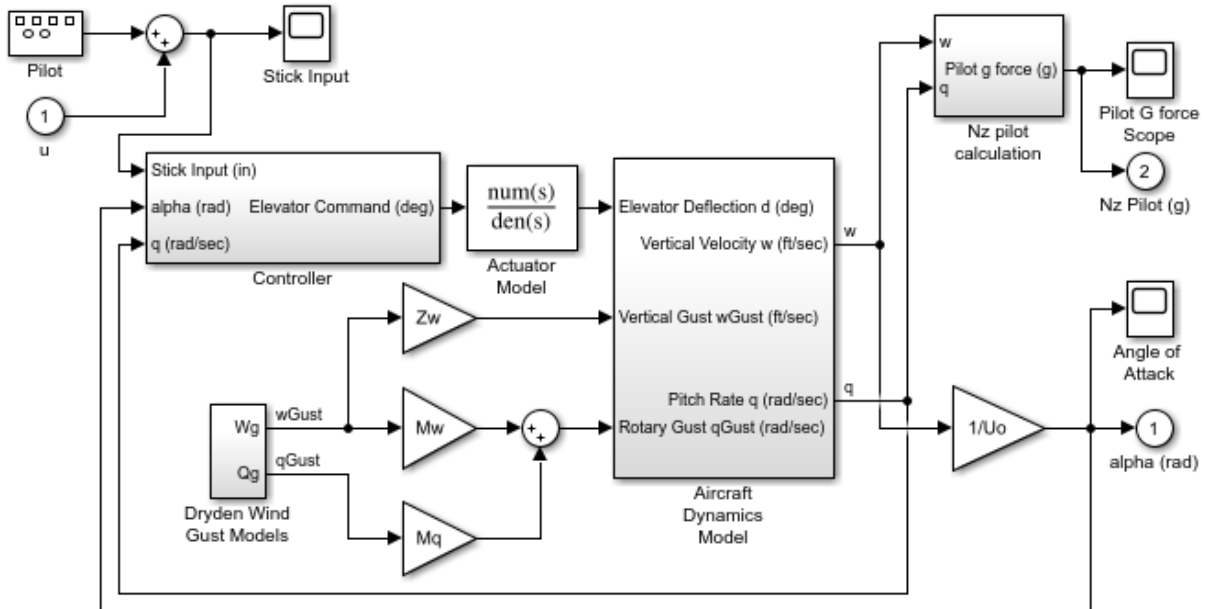 Pilot
+
+
Stick Input
1
u
Stick Input (in)
alpha (rad)
Elevator Command (deg)
q (rad/sec)
Controller
num(s)
den(s)
Actuator
Model
Elevator Deflection d (deg)
Vertical Velocity w (ft/sec)
Vertical Gust wGust (ft/sec)
Pitch Rate q (rad/sec)
Rotary Gust qGust (rad/sec)
Aircraft
Dynamics
Model
w
q
w
Pilot g force (g)
q
Nz pilot
calculation
Pilot G force
Scope
2
Nz Pilot (g)
Angle of
Attack
1/Uo
1
alpha (rad)
Zw
Mw
Mq
+
+
Wg
Qg
wGust
qGust
Dryden Wind
Gust Models